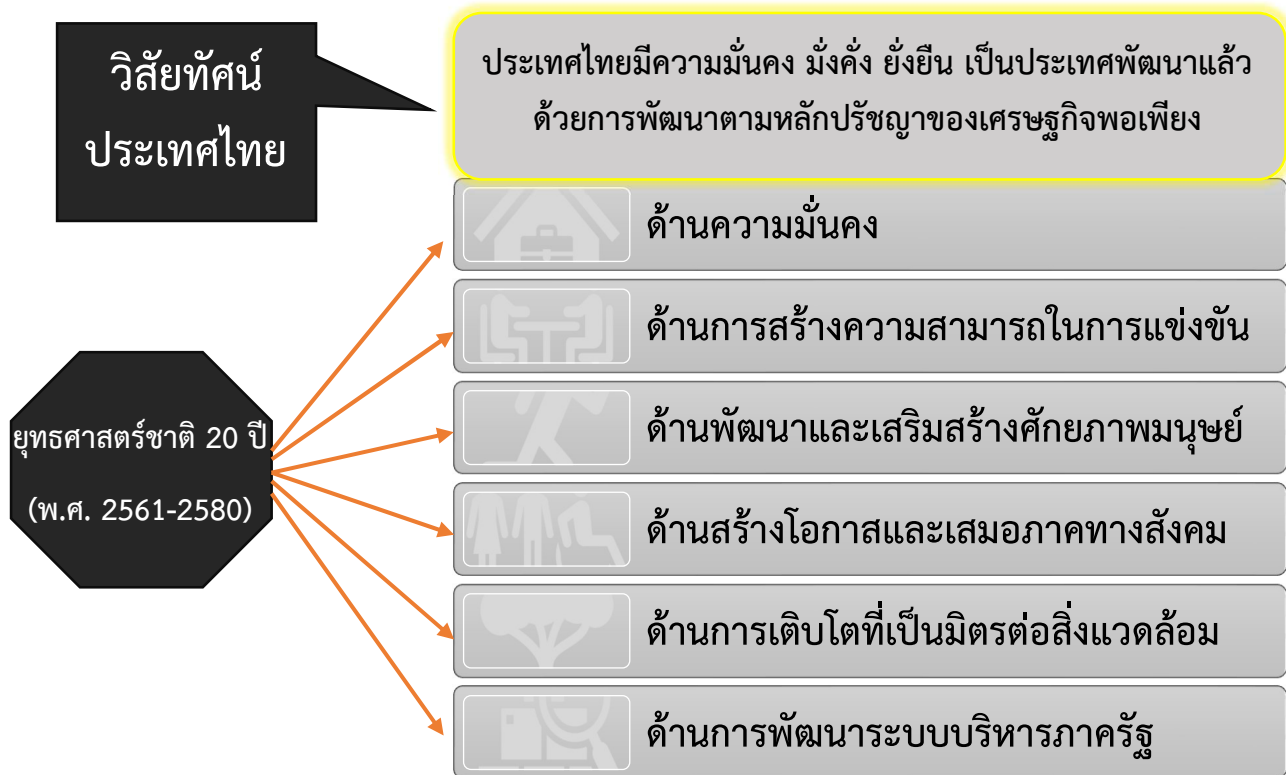 วิสัยทัศน์
ประเทศไทย
ประเทศไทยมีความมั่นคง มั่งคั่ง ยั่งยืน เป็นประเทศพัฒนาแล้ว
ด้วยการพัฒนาตามหลักปรัชญาของเศรษฐกิจพอเพียง
ยุทธศาสตร์ชาติ 20 ปี
(พ.ศ. 2561-2580)
ด้านความมั่นคง
ด้านการสร้างความสามารถในการแข่งขัน
ด้านพัฒนาและเสริมสร้างศักยภาพมนุษย์
ด้านสร้างโอกาสและเสมอภาคทางสังคม
ด้านการเติบโตที่เป็นมิตรต่อสิ่งแวดล้อม
ด้านการพัฒนาระบบบริหารภาครัฐ